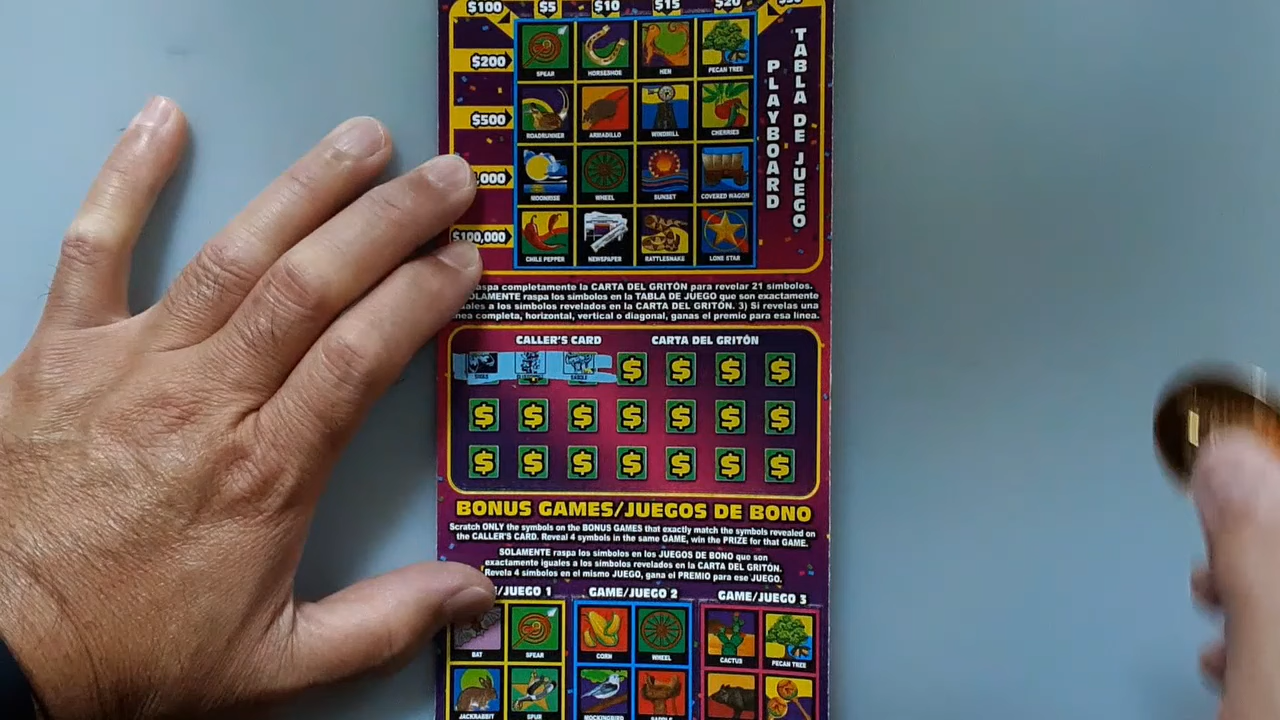 $100 $5 $10 $15 $20
$200
SPEAR HORSESHOE HEN PECAN TREE
$500
ROADRUNNER ARMADILLO WINDMILL CHERRIES
,000
MOONRISE WHEEL SUNSET COVERED WAGON
$100,000
CHILE PEPPER NEWSPAPER RATTLESNAKE LONE STAR
PLAYBOARD
TABLA DE JUEGO
aspa completamente la CARTA DEL GRITÓN para revelar 21 símbolos.
OLAMENTE raspa los símbolos en la TABLA DE JUEGO que son exactamente
ales a los símbolos revelados en la CARTA DEL GRITÓN. 3) Si revelas una
nea completa, horizontal, vertical o diagonal, ganas el premio para esa línea.
CALLER'S CARD CARTA DEL GRITÓN
$ $ $ $
$ $ $ $ $ $ $
$ $ $ $ $ $ $
BONUS GAMES/JUEGOS DE BONO
Scratch ONLY the symbols on the BONUS GAMES that exactly match the symbols revealed on
the CALLER'S CARD. Reveal 4 symbols in the same GAME, win the PRIZE for that GAME.
SOLAMENTE raspa los símbolos en los JUEGOS DE BONO que son
exactamente iguales a los símbolos revelados en la CARTA DEL GRITÓN.
Revela 4 símbolos en el mismo JUEGO, gana el PREMIO para ese JUEGO.
/JUEGO 1 GAME/JUEGO 2 GAME/JUEGO 3
BAT SPEAR CORN WHEEL CACTUS PECAN TREE
JACKRABBIT SPUR MOCKINGBIRD SADDLE